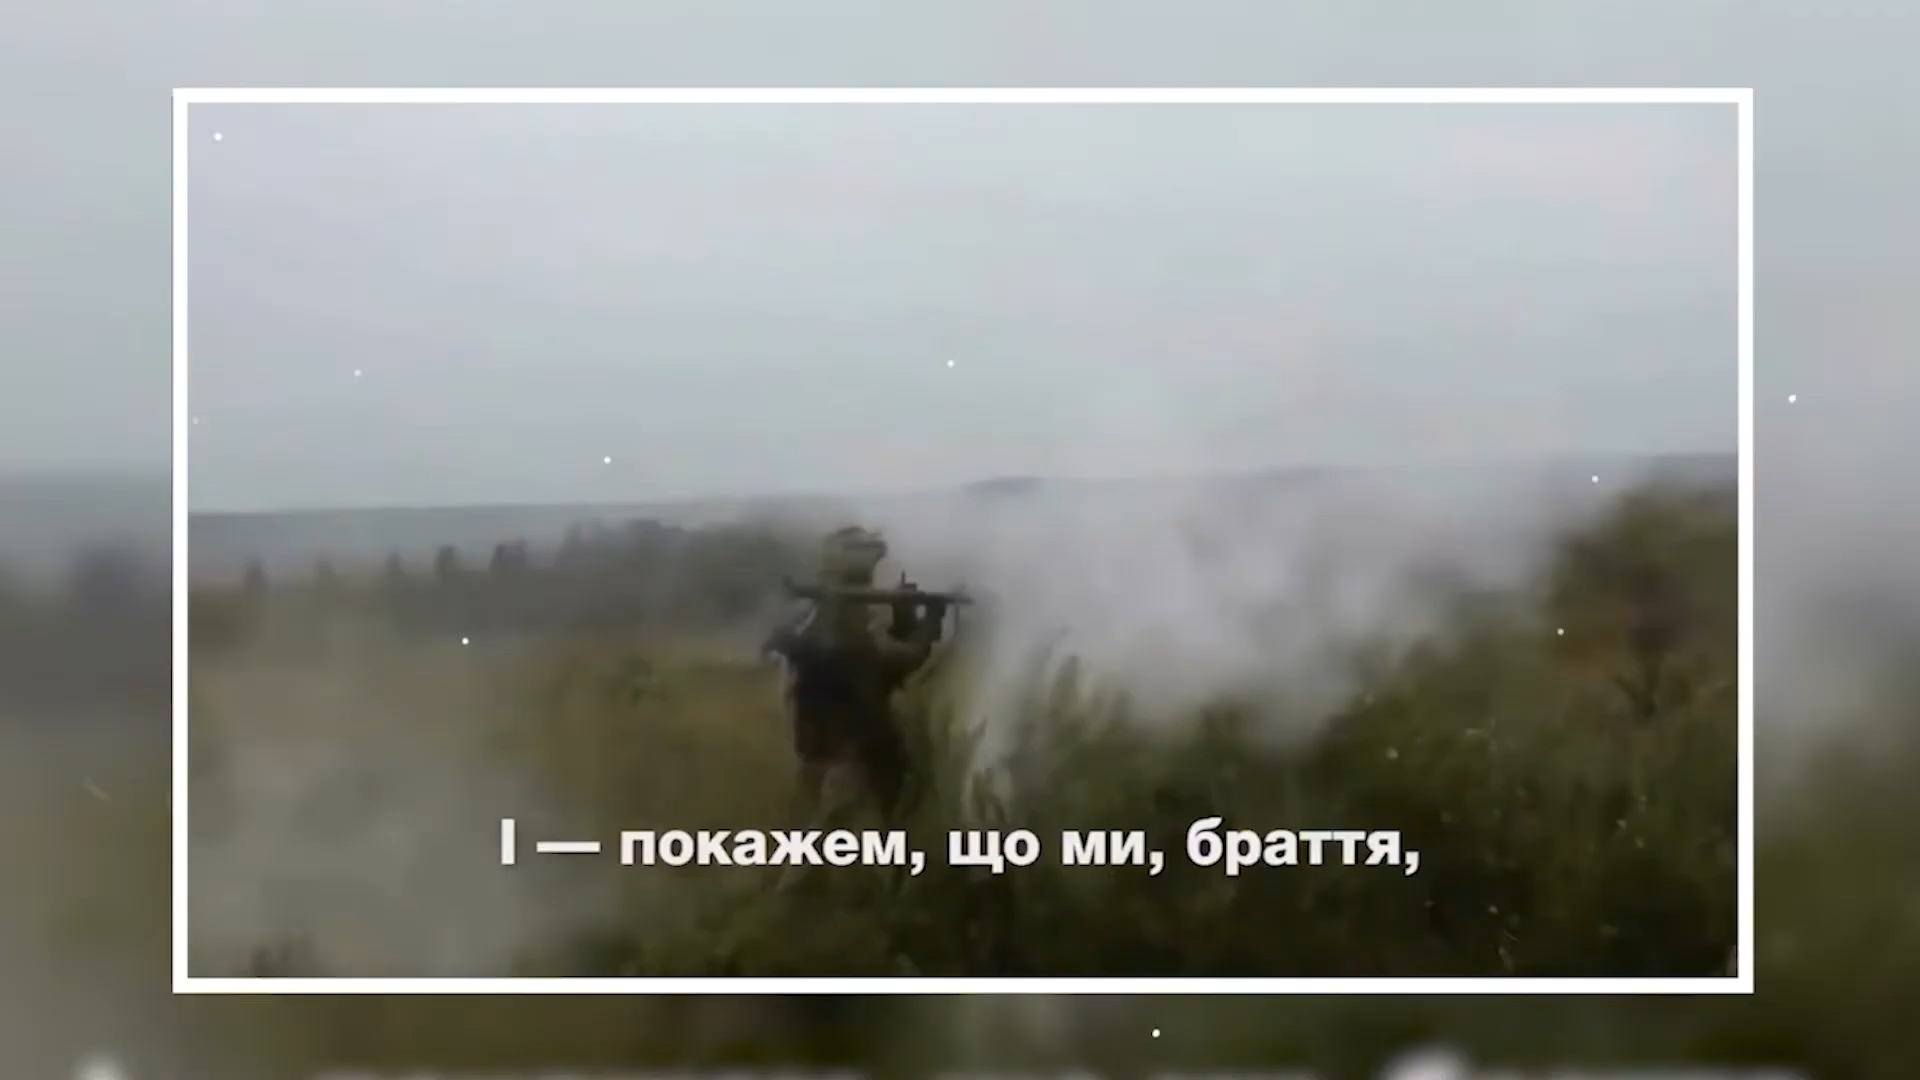 І — покажем, що ми, браття,